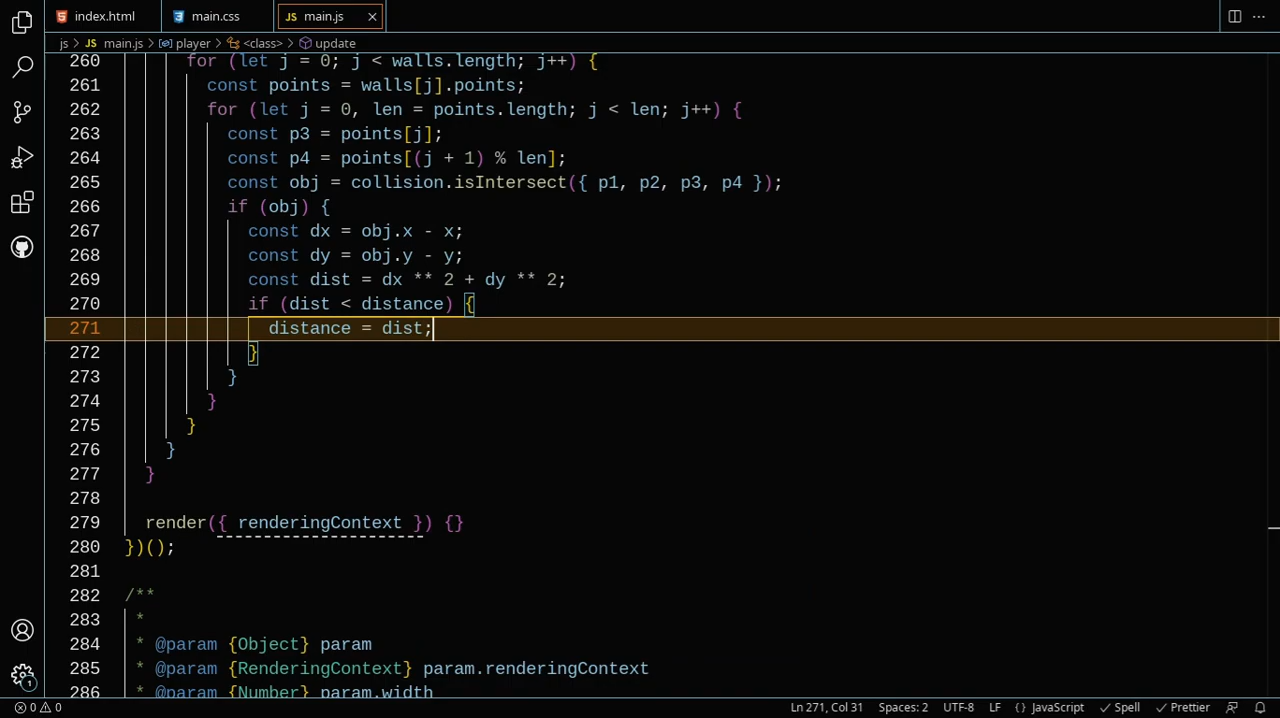 index.html
main.css
main.js
js > JS main.js > player > <class> > update
260 for (let j = 0; j < walls.length; j++) {
261 const points = walls[j].points;
262 for (let j = 0, len = points.length; j < len; j++) {
263 const p3 = points[j];
264 const p4 = points[(j + 1) % len];
265 const obj = collision.isIntersect({ p1, p2, p3, p4 });
266 if (obj) {
267 const dx = obj.x - x;
268 const dy = obj.y - y;
269 const dist = dx ** 2 + dy ** 2;
270 if (dist < distance) {
271 distance = dist;
272 }
273 }
274 }
275 }
276 }
277 }
278
279 render({ renderingContext }) {}
280 })();
281
282 /**
283 *
284 * @param {Object} param
285 * @param {RenderingContext} param.renderingContext
286 * @param {Number} param.width
0 0 Ln 271, Col 31 Spaces: 2 UTF-8 LF {} JavaScript Spell Prettier